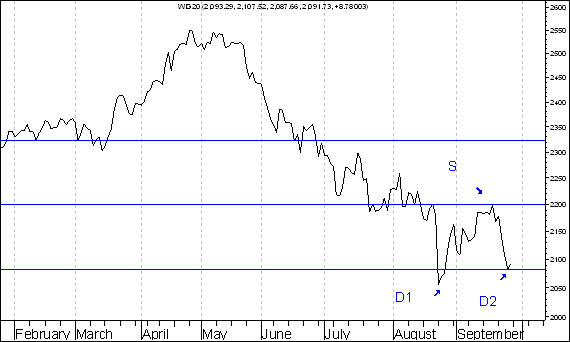 WIG20 (2 093.29, 2,107.52, 2,087.66, 2 091.73, +8.78003)
2600
2550
2500
2450
2400
2350
2300
2250
2200
2150
2100
2050
2000
S
D1
D2
February March April May June July August September